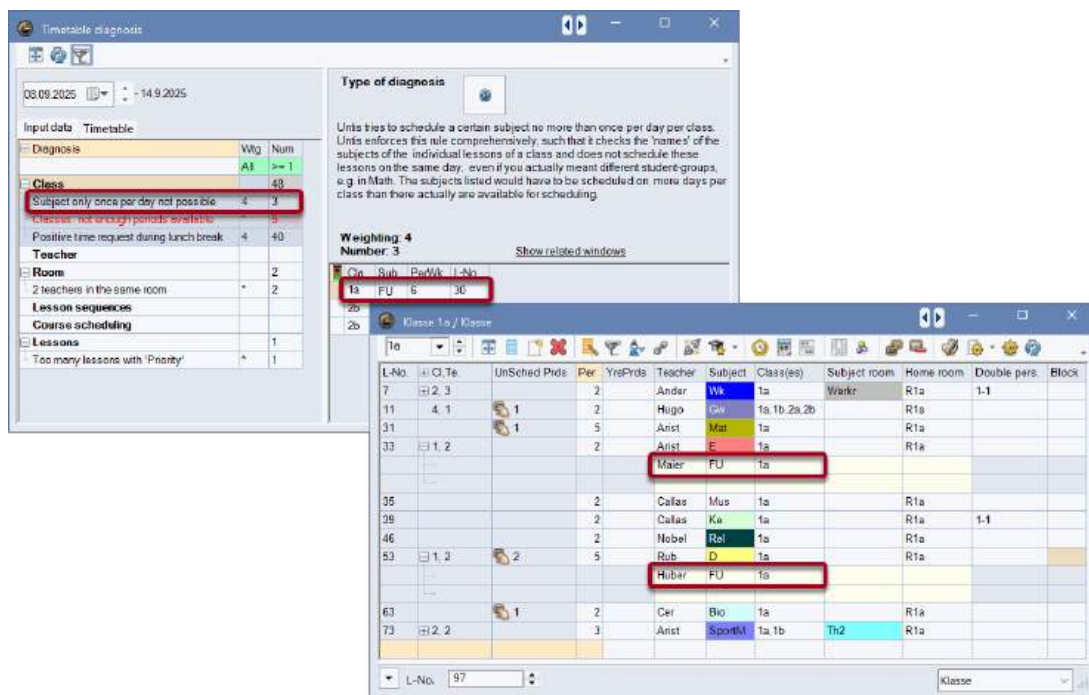 Timetable diagnosis
08.09.2025 - 14.9.2025
Input data Timetable
Diagnosis Wtg Num
All >= 1
Class 48
Subject only once per day not possible 4 3
Classes: not enough periods available * 5
Positive time request during lunch break 4 40
Teacher
Room 2
2 teachers in the same room * 2
Lesson sequences
Course scheduling
Lessons 1
Too many lessons with 'Priority' * 1
Type of diagnosis
Untis tries to schedule a certain subject no more than once per day per class.
Untis enforces this rule comprehensively, such that it checks the 'names' of the
subjects of the individual lessons of a class and does not schedule these
lessons on the same day, even if you actually meant different student-groups,
e.g. in Math. The subjects listed would have to be scheduled on more days per
class than there actually are available for scheduling.
Weighting: 4
Number: 3 Show related windows
Cla. Sub. PerWk L-No.
1a FU 6 30
2b
2b
Klasse 1a / Klasse
1a
L-No. Cl,Te. UnSched Prds Per YrsPrds Teacher Subject Class(es) Subject room Home room Double pers. Block
7 2, 3 2 Ander Wk 1a Werkr R1a 1-1
11 4, 1 1 2 Hugo Gw 1a,1b,2a,2b R1a
31 1 5 Arist Mat 1a R1a
33 1, 2 2 Arist E 1a R1a
Maier FU 1a
35 2 Callas Mus 1a R1a
39 2 Callas Ke 1a R1a 1-1
46 2 Nobel Rel 1a R1a
53 1, 2 2 5 Rub D 1a R1a
Huber FU 1a
63 1 2 Cer Bio 1a R1a
73 2, 2 3 Arist SportM 1a,1b Th2 R1a
L-No. 97 Klasse